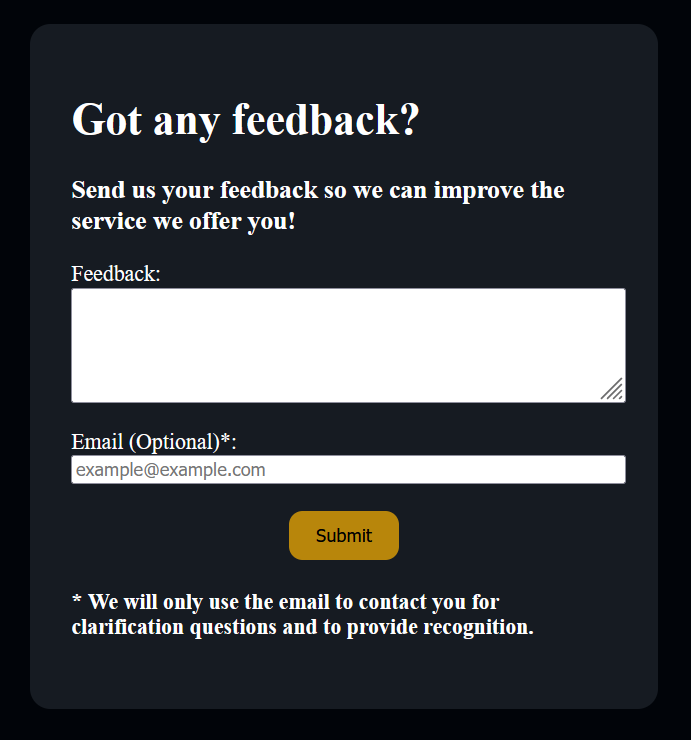 Got any feedback?
Send us your feedback so we can improve the
service we offer you!
Feedback:
Email (Optional)*:
example@example.com
Submit
* We will only use the email to contact you for
clarification questions and to provide recognition.